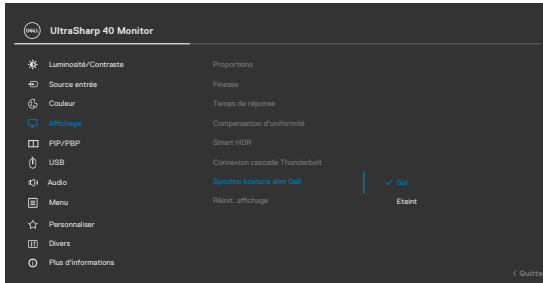 DELL UltraSharp 40 Monitor
Luminosité/Contraste
Proportions
Source entrée
Finesse
Couleur
Temps de réponse
Affichage
Compensation d'uniformité
PIP/PBP
Smart HDR
USB
Connexion cascade Thunderbolt
Audio
Synchro boutons alim Dell
Sur
Menu
Réinit. affichage
Eteint
Personnaliser
Divers
Plus d'informations
< Quitte